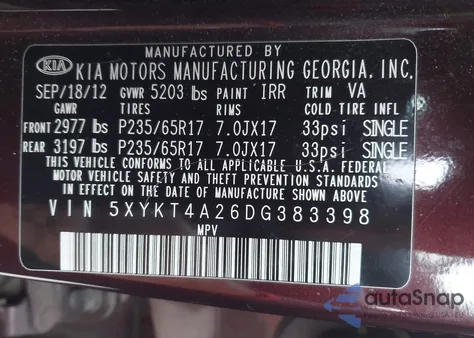 MANUFACTURED BY
KIA KIA MOTORS MANUFACTURING GEORGIA, INC.
SEP/18/12 GVWR 5203 lbs PAINT IRR TRIM VA
GAWR TIRES RIMS COLD TIRE INFL
FRONT 2977 lbs P235/65R17 7.0JX17 33psi SINGLE
REAR 3197 lbs P235/65R17 7.0JX17 33psi SINGLE
THIS VEHICLE CONFORMS TO ALL APPLICABLE U.S.A. FEDERAL
MOTOR VEHICLE SAFETY AND THEFT PREVENTION STANDARDS
IN EFFECT ON THE DATE OF MANUFACTURE SHOWN ABOVE.
VIN 5XYKT4A26DG383398
MPV
autoSnap